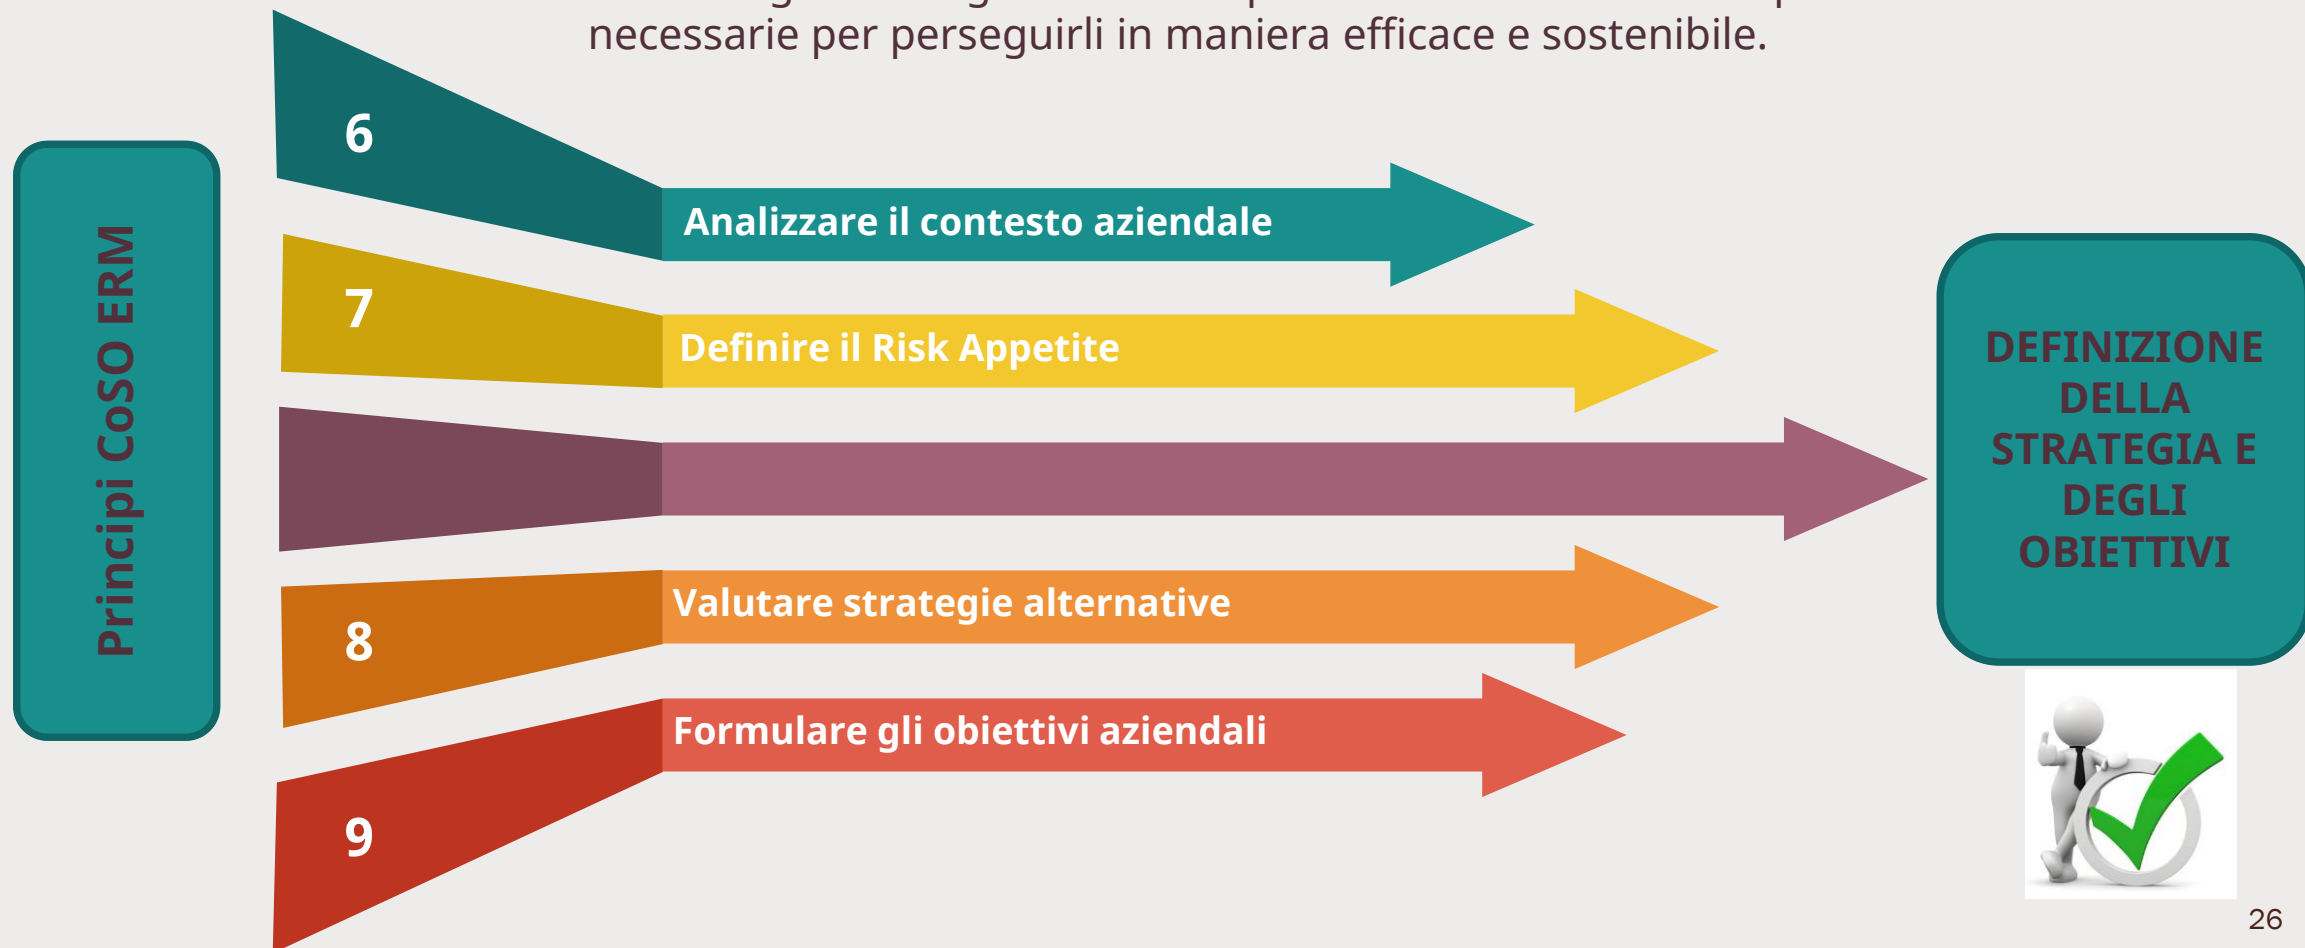 necessarie per perseguirli in maniera efficace e sostenibile.
Principi CoSO ERM
6
Analizzare il contesto aziendale
7
Definire il Risk Appetite
8
Valutare strategie alternative
9
Formulare gli obiettivi aziendali
DEFINIZIONE
DELLA
STRATEGIA E
DEGLI
OBIETTIVI
26